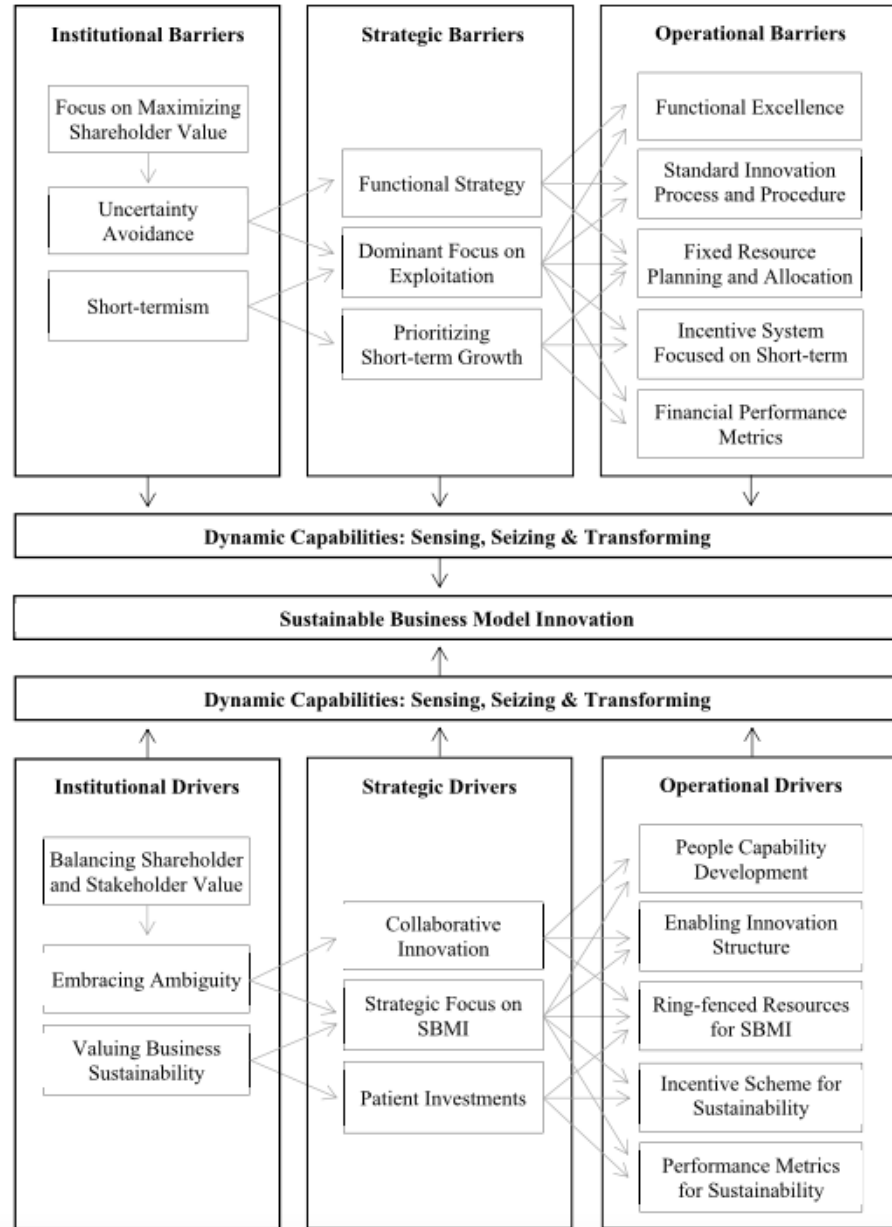 Institutional Barriers
Focus on Maximizing
Shareholder Value
Uncertainty
Avoidance
Short-termism
Strategic Barriers
Functional Strategy
Dominant Focus on
Exploitation
Prioritizing
Short-term Growth
Operational Barriers
Functional Excellence
Standard Innovation
Process and Procedure
Fixed Resource
Planning and Allocation
Incentive System
Focused on Short-term
Financial Performance
Metrics
Dynamic Capabilities: Sensing, Seizing & Transforming
Sustainable Business Model Innovation
Dynamic Capabilities: Sensing, Seizing & Transforming
Institutional Drivers
Balancing Shareholder
and Stakeholder Value
Embracing Ambiguity
Valuing Business
Sustainability
Strategic Drivers
Collaborative
Innovation
Strategic Focus on
SBMI
Patient Investments
Operational Drivers
People Capability
Development
Enabling Innovation
Structure
Ring-fenced Resources
for SBMI
Incentive Scheme for
Sustainability
Performance Metrics
for Sustainability